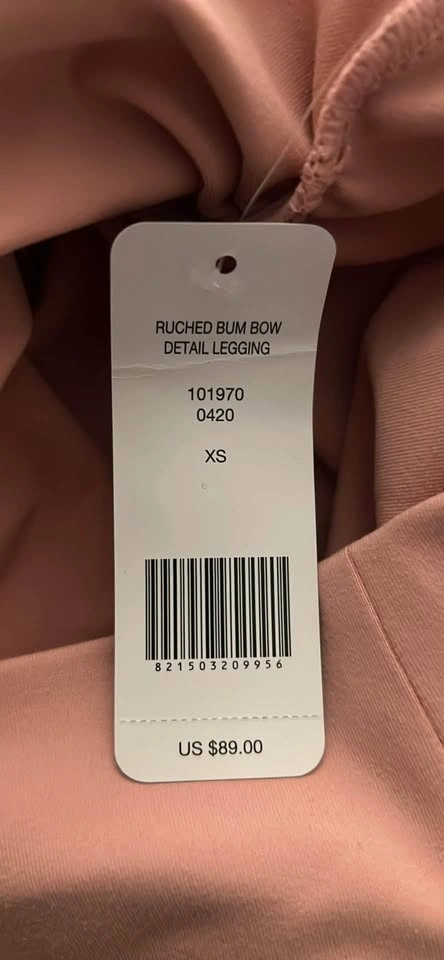 RUCHED BUM BOW
DETAIL LEGGING
101970
0420
XS
821503209956
US $89.00